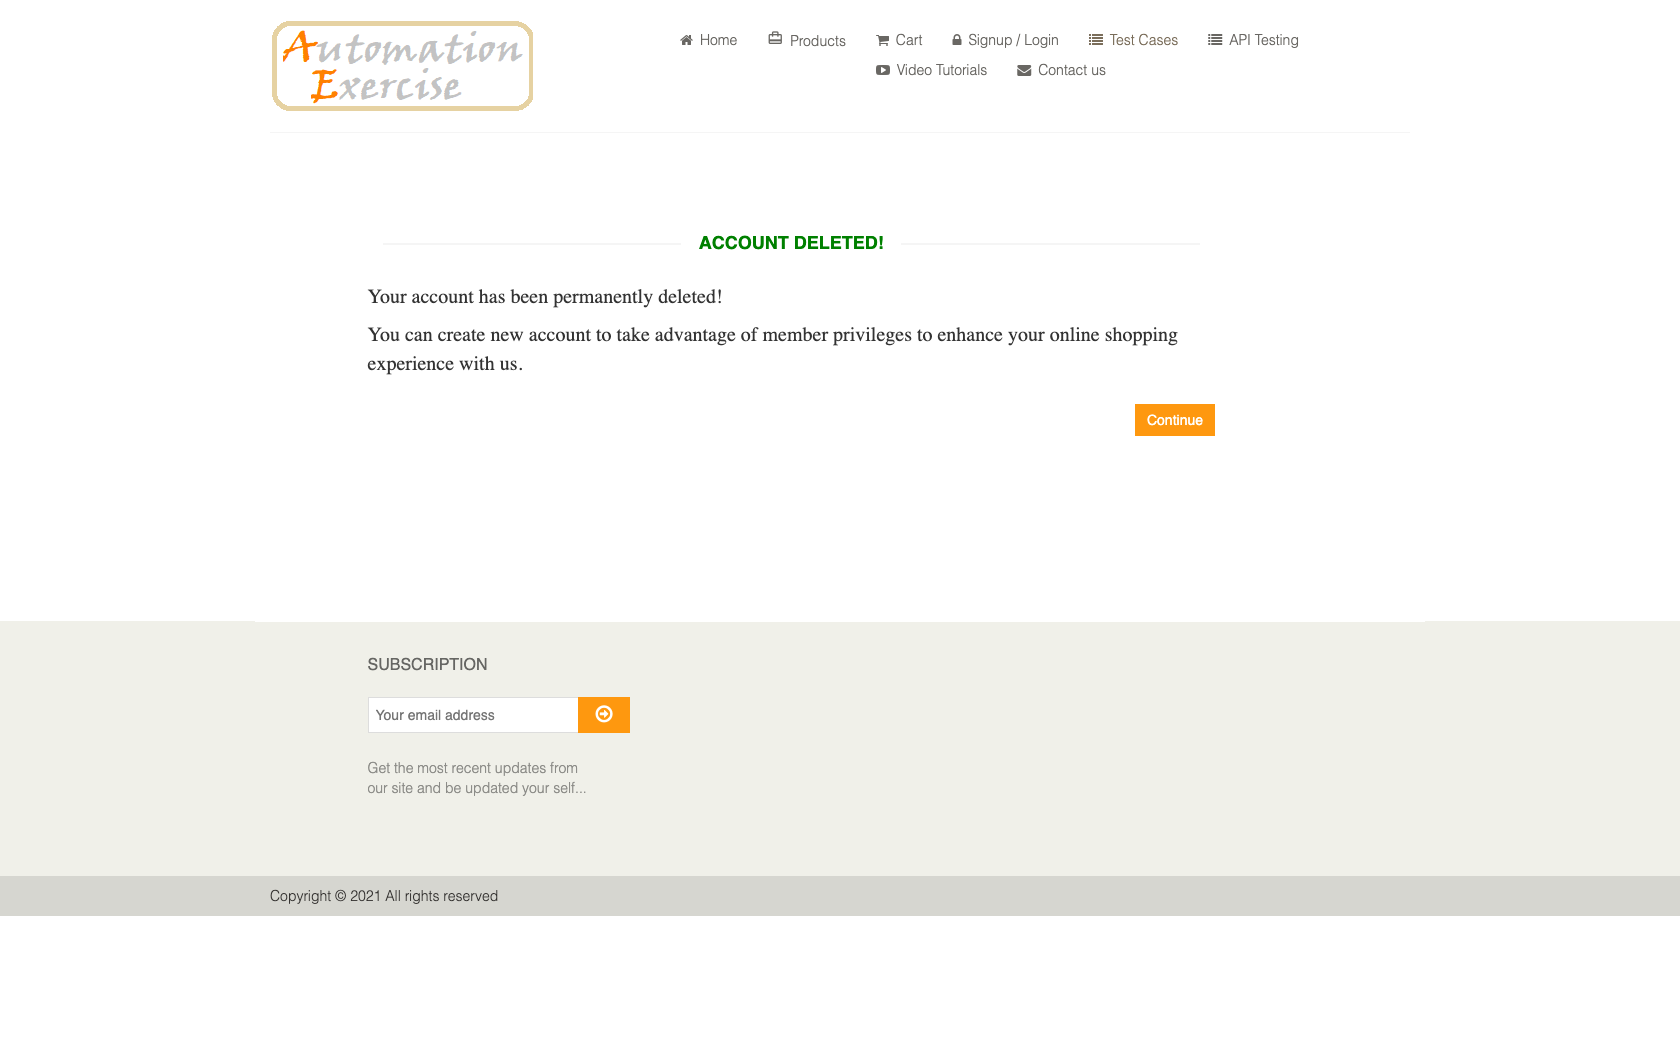 Automation
Exercise
Home
Products
Cart
Signup / Login
Test Cases
API Testing
Video Tutorials
Contact us
ACCOUNT DELETED!
Your account has been permanently deleted!
You can create new account to take advantage of member privileges to enhance your online shopping
experience with us.
Continue
SUBSCRIPTION
Your email address
Get the most recent updates from
our site and be updated your self...
Copyright © 2021 All rights reserved